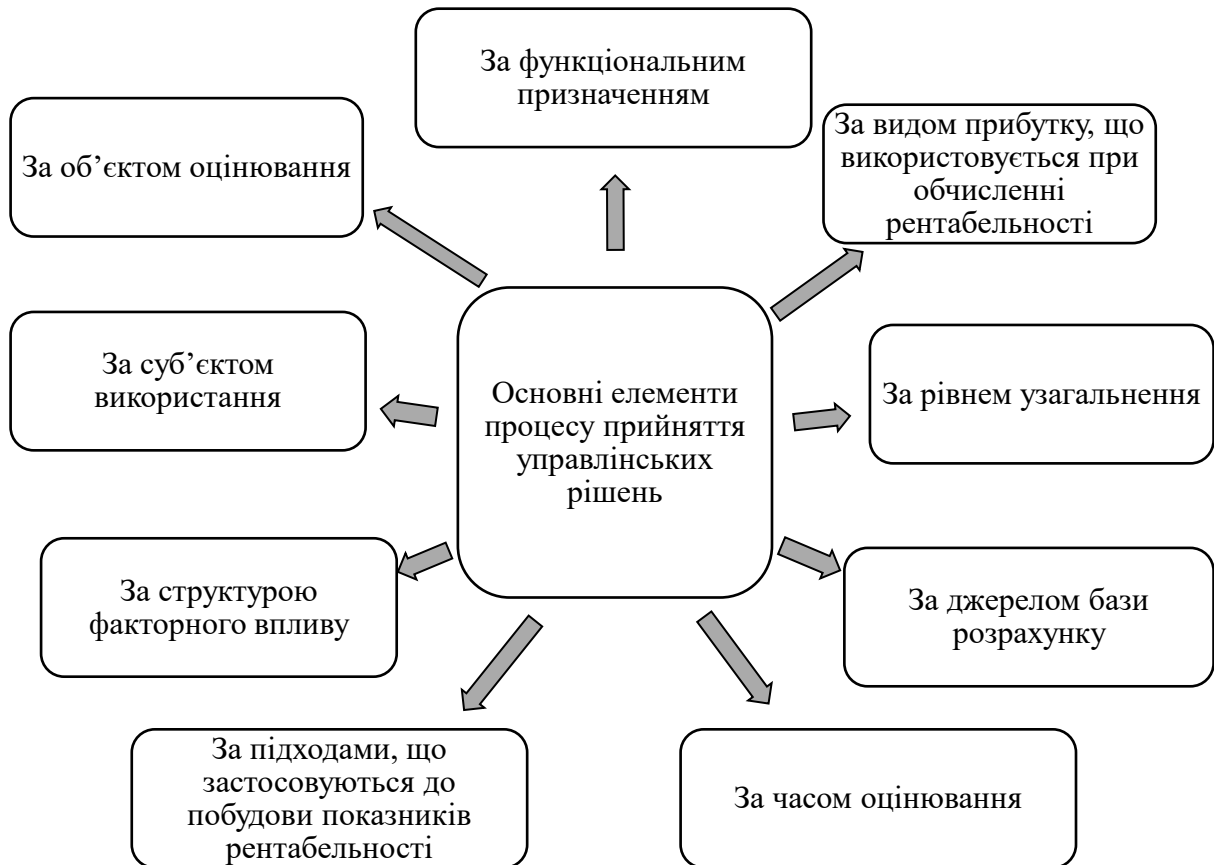 За функціональним
призначенням
За видом прибутку, що
використовується при
обчисленні
рентабельності
За об’єктом оцінювання
За суб’єктом
використання
Основні елементи
процесу прийняття
управлінських
рішень
За рівнем узагальнення
За структурою
факторного впливу
За джерелом бази
розрахунку
За підходами, що
застосовуються до
побудови показників
рентабельності
За часом оцінювання